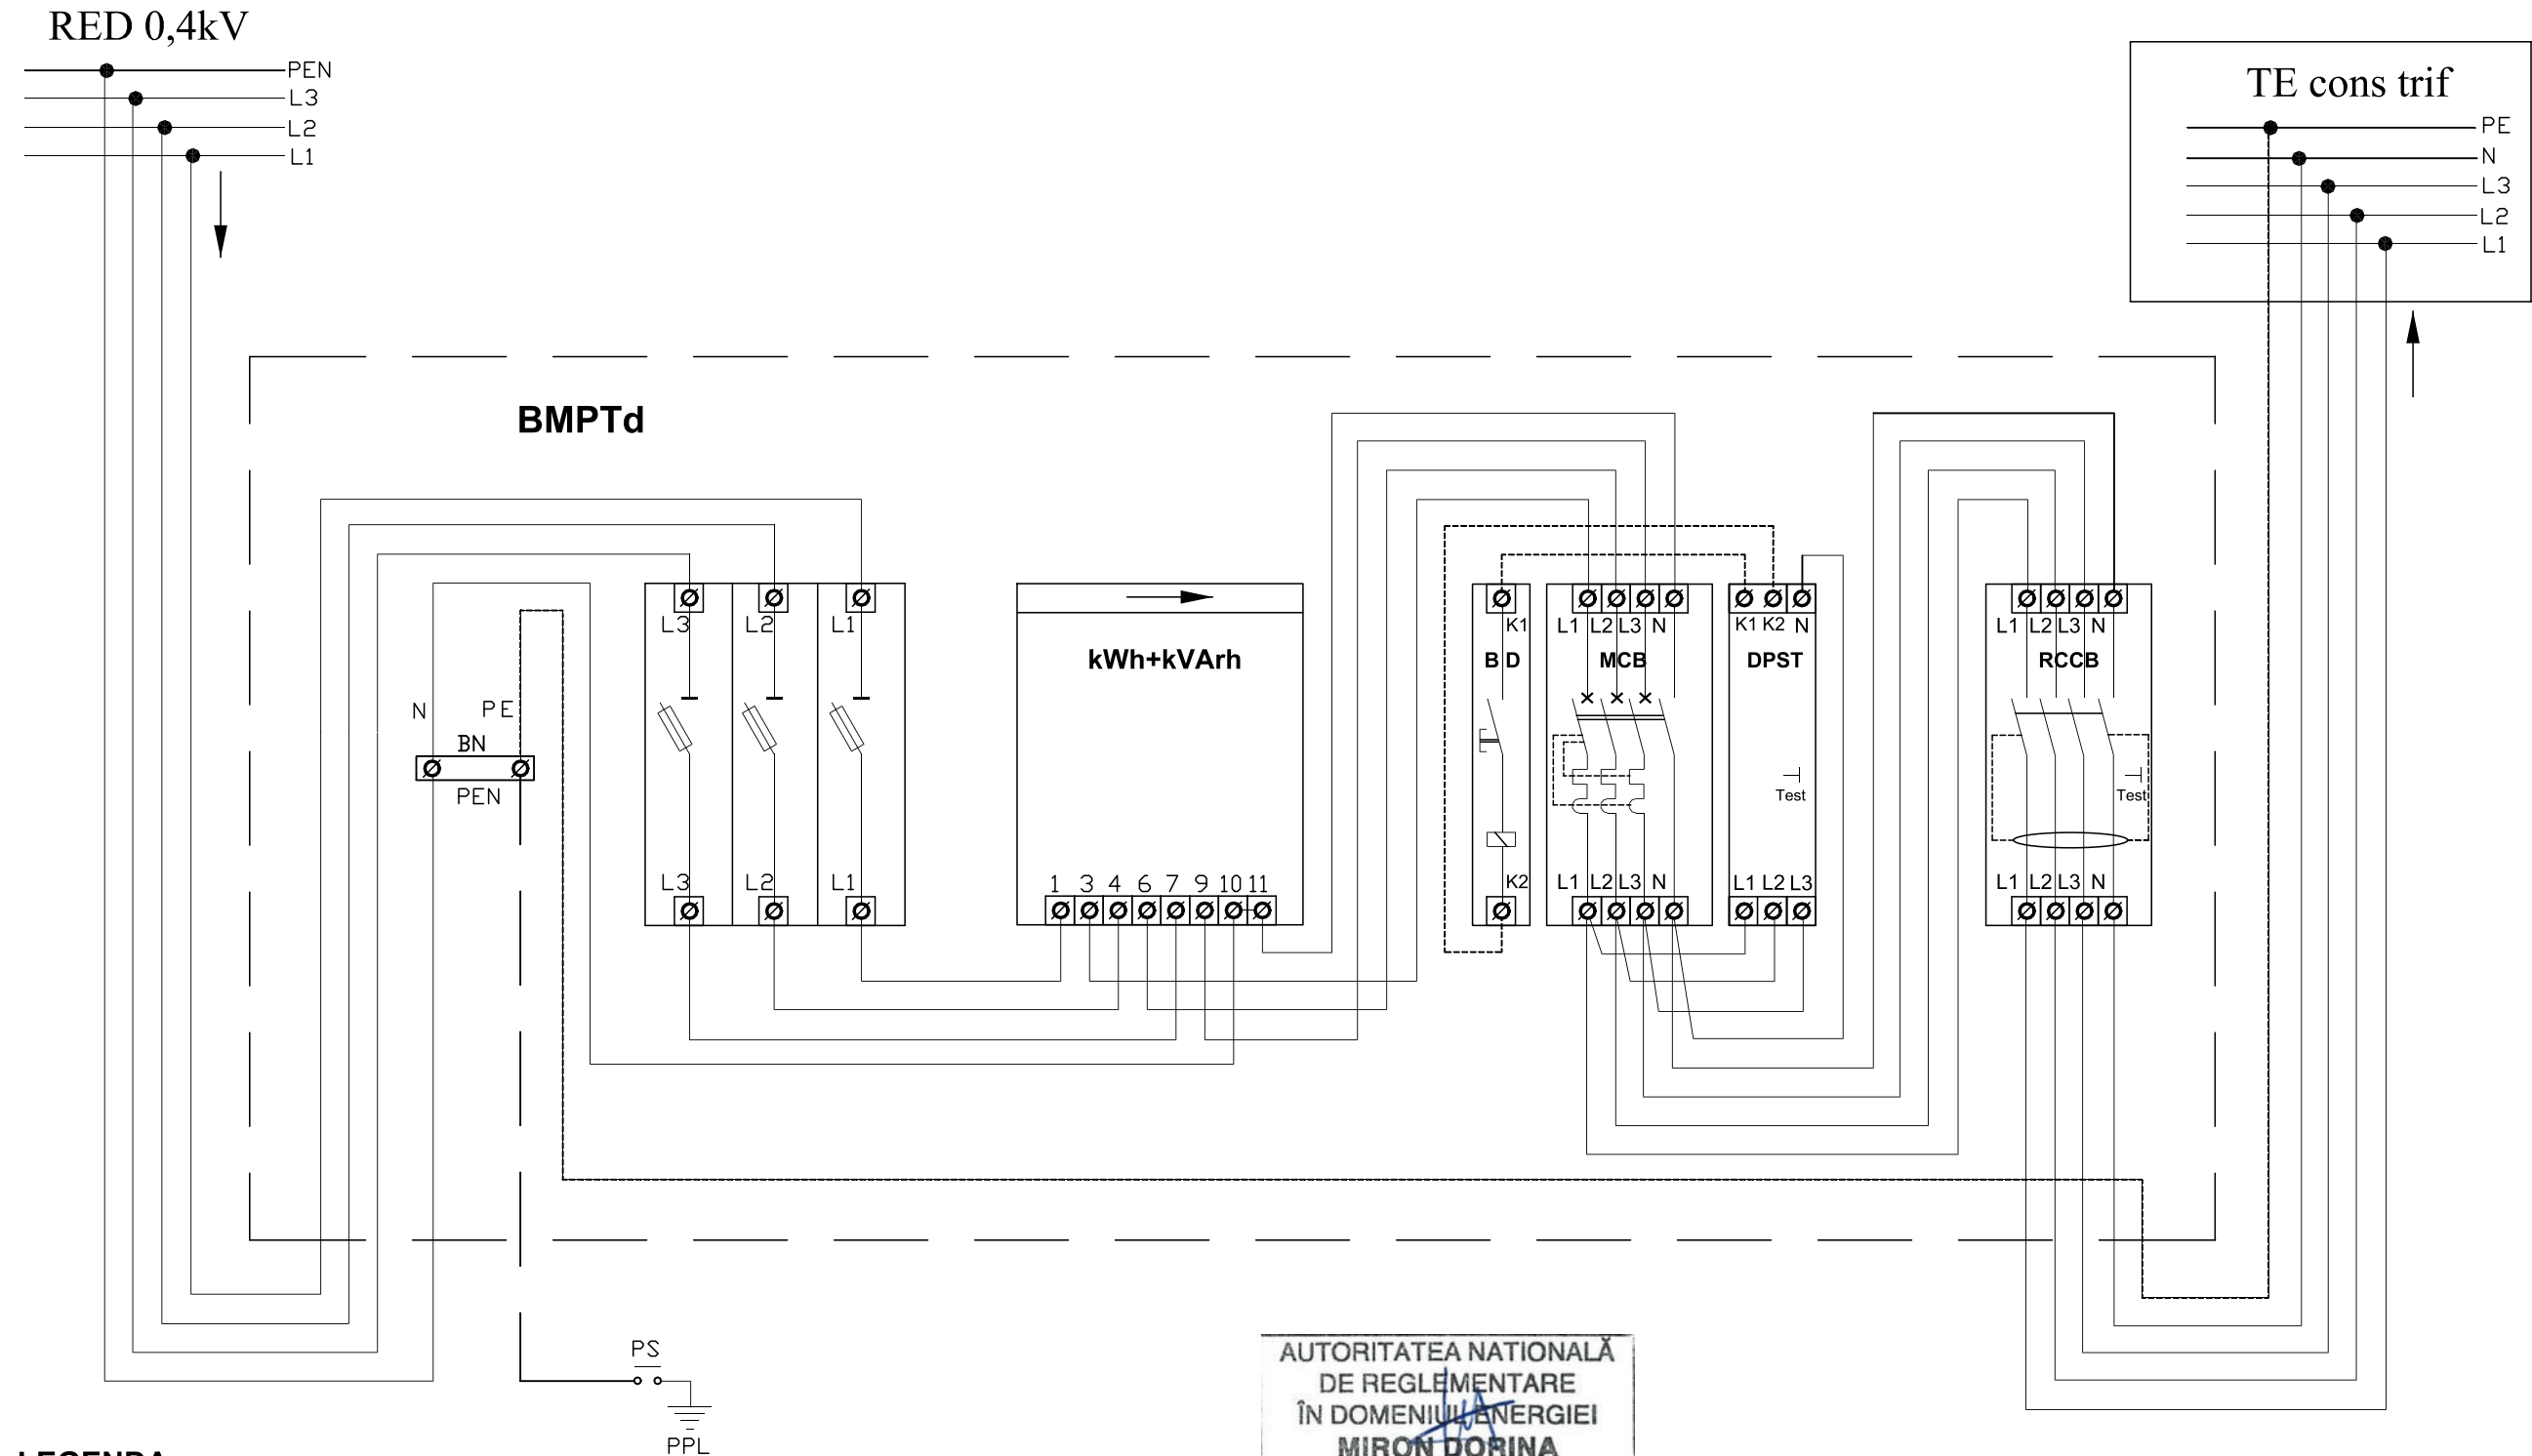 RED 0,4kV
PEN
L3
L2
L1
TE cons trif
PE
N
L3
L2
L1
BMPTd
L3 L2 L1
kWh+kVArh
K1
L1 L2 L3 N
K1 K2 N
L1 L2 L3 N
BD
MCB
DPST
RCCB
N
PE
BN
PEN
Test
Test
L3 L2 L1
1 3 4 6 7 9 10 11
K2
L1 L2 L3 N
L1 L2 L3
L1 L2 L3 N
PS
PPL
AUTORITATEA NATIONALĂ
DE REGLEMENTARE
ÎN DOMENIUL ENERGIEI
MIRON DORINA
LEGENDA